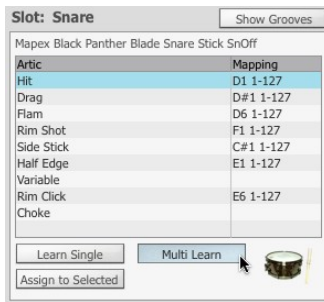 Slot: Snare Show Grooves
Mapex Black Panther Blade Snare Stick SnOff
Artic Mapping
Hit D1 1-127
Drag D#1 1-127
Flam D6 1-127
Rim Shot F1 1-127
Side Stick C#1 1-127
Half Edge E1 1-127
Variable
Rim Click E6 1-127
Choke
Learn Single Multi Learn
Assign to Selected